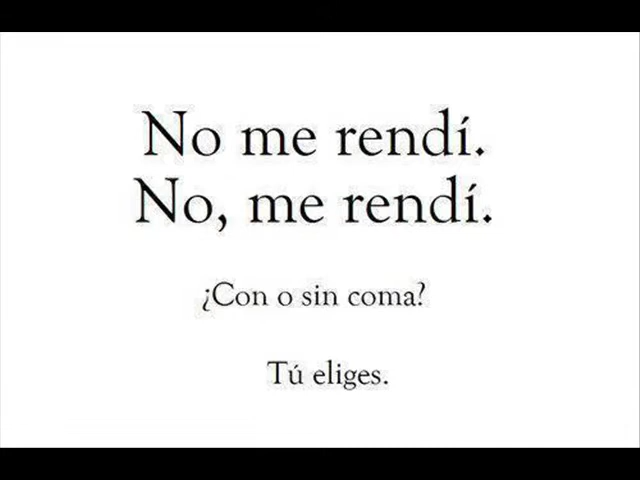 No me rendí.
No, me rendí.
¿Con o sin coma?
Tú eliges.